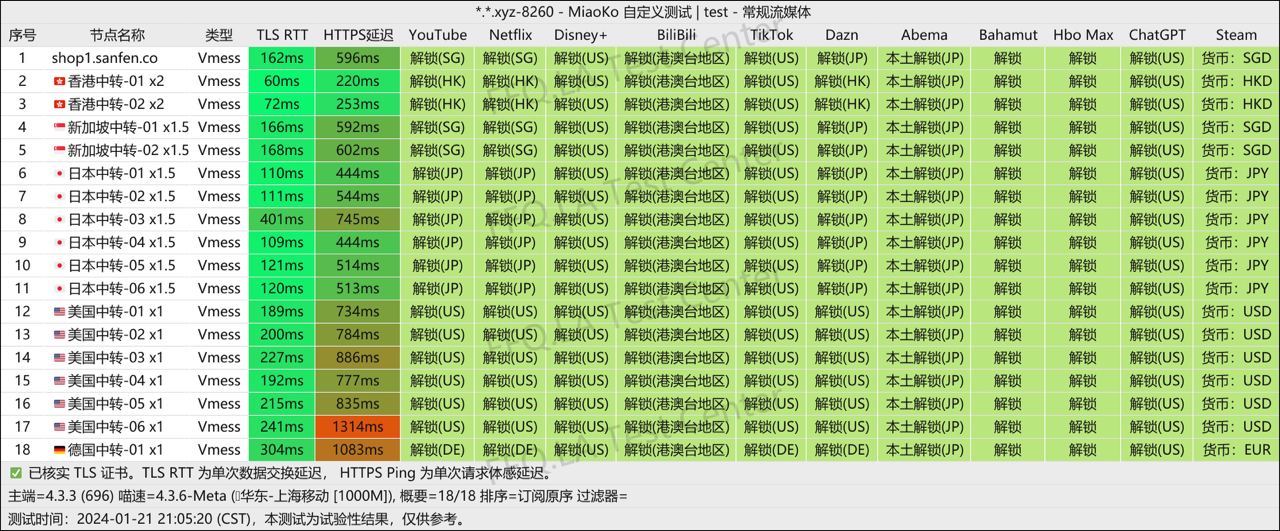 *.*.xyz-8260 - MiaoKo 自定义测试 | test - 常规流媒体
序号 节点名称 类型 TLS RTT HTTPS延迟 YouTube Netflix Disney+ BiliBili TikTok Dazn Abema Bahamut Hbo Max ChatGPT Steam
1 shop1.sanfen.co Vmess 162ms 596ms 解锁(SG) 解锁(SG) 解锁(US) 解锁(港澳台地区) 解锁(US) 解锁(JP) 本土解锁(JP) 解锁 解锁 解锁(US) 货币：SGD
2 香港中转-01 x2 Vmess 60ms 220ms 解锁(HK) 解锁(HK) 解锁(US) 解锁(港澳台地区) 解锁(US) 解锁(HK) 本土解锁(JP) 解锁 解锁 解锁(US) 货币：HKD
3 香港中转-02 x2 Vmess 72ms 253ms 解锁(HK) 解锁(HK) 解锁(US) 解锁(港澳台地区) 解锁(US) 解锁(HK) 本土解锁(JP) 解锁 解锁 解锁(US) 货币：HKD
4 新加坡中转-01 x1.5 Vmess 166ms 592ms 解锁(SG) 解锁(SG) 解锁(US) 解锁(港澳台地区) 解锁(US) 解锁(JP) 本土解锁(JP) 解锁 解锁 解锁(US) 货币：SGD
5 新加坡中转-02 x1.5 Vmess 168ms 602ms 解锁(SG) 解锁(SG) 解锁(US) 解锁(港澳台地区) 解锁(US) 解锁(JP) 本土解锁(JP) 解锁 解锁 解锁(US) 货币：SGD
6 日本中转-01 x1.5 Vmess 110ms 444ms 解锁(JP) 解锁(JP) 解锁(US) 解锁(港澳台地区) 解锁(US) 解锁(JP) 本土解锁(JP) 解锁 解锁 解锁(US) 货币：JPY
7 日本中转-02 x1.5 Vmess 111ms 544ms 解锁(JP) 解锁(JP) 解锁(US) 解锁(港澳台地区) 解锁(US) 解锁(JP) 本土解锁(JP) 解锁 解锁 解锁(US) 货币：JPY
8 日本中转-03 x1.5 Vmess 401ms 745ms 解锁(JP) 解锁(JP) 解锁(US) 解锁(港澳台地区) 解锁(US) 解锁(JP) 本土解锁(JP) 解锁 解锁 解锁(US) 货币：JPY
9 日本中转-04 x1.5 Vmess 109ms 444ms 解锁(JP) 解锁(JP) 解锁(US) 解锁(港澳台地区) 解锁(US) 解锁(JP) 本土解锁(JP) 解锁 解锁 解锁(US) 货币：JPY
10 日本中转-05 x1.5 Vmess 121ms 514ms 解锁(JP) 解锁(JP) 解锁(US) 解锁(港澳台地区) 解锁(US) 解锁(JP) 本土解锁(JP) 解锁 解锁 解锁(US) 货币：JPY
11 日本中转-06 x1.5 Vmess 120ms 513ms 解锁(JP) 解锁(JP) 解锁(US) 解锁(港澳台地区) 解锁(US) 解锁(JP) 本土解锁(JP) 解锁 解锁 解锁(US) 货币：JPY
12 美国中转-01 x1 Vmess 189ms 734ms 解锁(US) 解锁(US) 解锁(US) 解锁(港澳台地区) 解锁(US) 解锁(US) 本土解锁(JP) 解锁 解锁 解锁(US) 货币：USD
13 美国中转-02 x1 Vmess 200ms 784ms 解锁(US) 解锁(US) 解锁(US) 解锁(港澳台地区) 解锁(US) 解锁(US) 本土解锁(JP) 解锁 解锁 解锁(US) 货币：USD
14 美国中转-03 x1 Vmess 227ms 886ms 解锁(US) 解锁(US) 解锁(US) 解锁(港澳台地区) 解锁(US) 解锁(US) 本土解锁(JP) 解锁 解锁 解锁(US) 货币：USD
15 美国中转-04 x1 Vmess 192ms 777ms 解锁(US) 解锁(US) 解锁(US) 解锁(港澳台地区) 解锁(US) 解锁(US) 本土解锁(JP) 解锁 解锁 解锁(US) 货币：USD
16 美国中转-05 x1 Vmess 215ms 835ms 解锁(US) 解锁(US) 解锁(US) 解锁(港澳台地区) 解锁(US) 解锁(US) 本土解锁(JP) 解锁 解锁 解锁(US) 货币：USD
17 美国中转-06 x1 Vmess 241ms 1314ms 解锁(US) 解锁(US) 解锁(US) 解锁(港澳台地区) 解锁(US) 解锁(US) 本土解锁(JP) 解锁 解锁 解锁(US) 货币：USD
18 德国中转-01 x1 Vmess 304ms 1083ms 解锁(DE) 解锁(DE) 解锁(US) 解锁(港澳台地区) 解锁(DE) 解锁(DE) 本土解锁(JP) 解锁 解锁 解锁(US) 货币：EUR
✅ 已核实 TLS 证书。TLS RTT 为单次数据交换延迟， HTTPS Ping 为单次请求体感延迟。
主端=4.3.3 (696) 喵速=4.3.6-Meta (华东-上海移动 [1000M]), 概要=18/18 排序=订阅原序 过滤器=
测试时间：2024-01-21 21:05:20 (CST)，本测试为试验性结果，仅供参考。